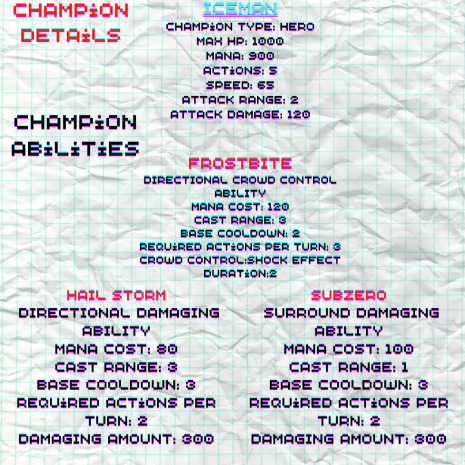 CHAMPiON
DETAiLS
ICEMAN
CHAMPiON TYPE: HERO
MAX HP: 1000
MANA: 900
ACTiONS: 5
SPEED: 65
ATTACK RANGE: 2
ATTACK DAMAGE: 120
CHAMPiON
ABiLiTiES
FROSTBITE
DIRECTIONAL CROWD CONTROL
ABILITY
MANA COST: 120
CAST RANGE: 3
BASE COOLDOWN: 2
REQUiRED ACTiONS PER TURN: 3
CROWD CONTROL:SHOCK EFFECT
DURATiON:2
HAIL STORM
DIRECTIONAL DAMAGING
ABILITY
MANA COST: 80
CAST RANGE: 3
BASE COOLDOWN: 3
REQUiRED ACTiONS PER
TURN: 2
DAMAGING AMOUNT: 300
SUBZERO
SURROUND DAMAGING
ABILITY
MANA COST: 100
CAST RANGE: 1
BASE COOLDOWN: 3
REQUiRED ACTiONS PER
TURN: 2
DAMAGING AMOUNT: 300